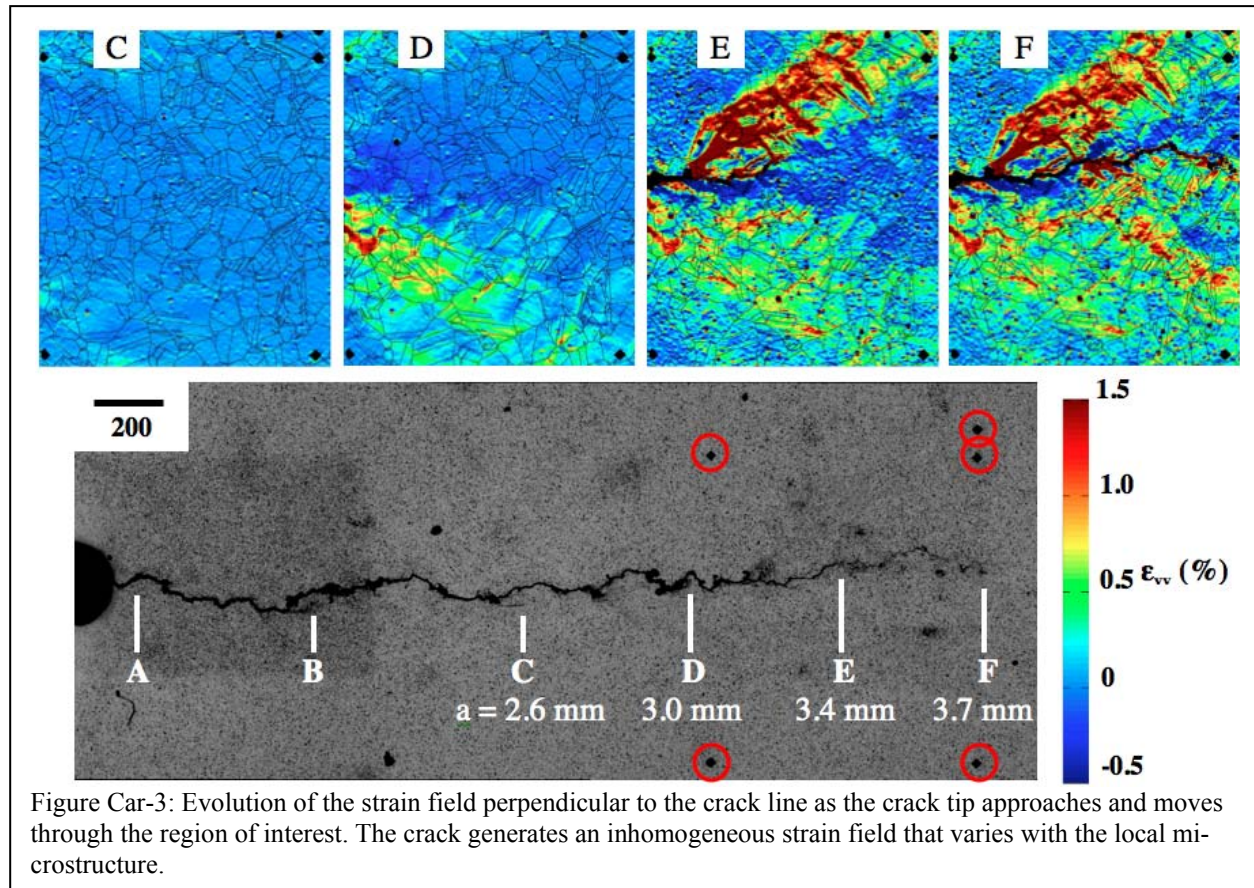 C D E F
200
1.5
1.0
0.5
0
-0.5
ε_yy (%)
A B C D E F
a = 2.6 mm 3.0 mm 3.4 mm 3.7 mm
Figure Car-3: Evolution of the strain field perpendicular to the crack line as the crack tip approaches and moves
through the region of interest. The crack generates an inhomogeneous strain field that varies with the local mi-
crostructure.